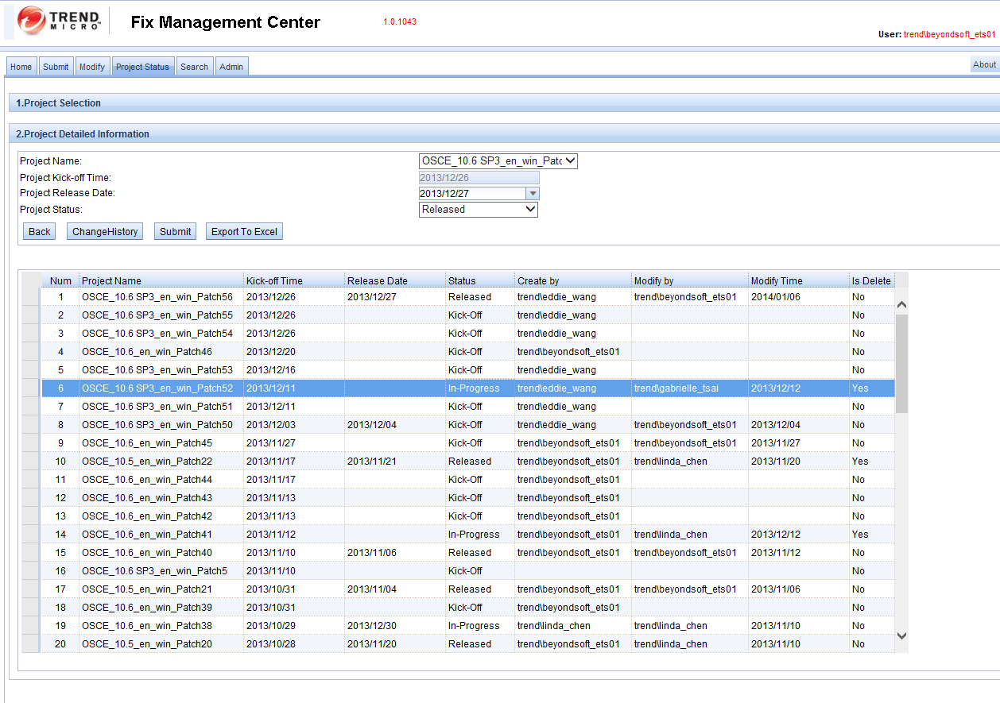 TREND MICRO™ Fix Management Center 1.0.1043
User: trend\beyondsoft_ets01
Home Submit Modify Project Status Search Admin About
1.Project Selection
2.Project Detailed Information
Project Name: OSCE_10.6 SP3_en_win_Patc
Project Kick-off Time: 2013/12/26
Project Release Date: 2013/12/27
Project Status: Released
Back ChangeHistory Submit Export To Excel
Num Project Name Kick-off Time Release Date Status Create by Modify by Modify Time Is Delete
1 OSCE_10.6 SP3_en_win_Patch56 2013/12/26 2013/12/27 Released trend\eddie_wang trend\beyondsoft_ets01 2014/01/06 No
2 OSCE_10.6 SP3_en_win_Patch55 2013/12/26 Kick-Off trend\eddie_wang No
3 OSCE_10.6 SP3_en_win_Patch54 2013/12/26 Kick-Off trend\eddie_wang No
4 OSCE_10.6_en_win_Patch46 2013/12/20 Kick-Off trend\beyondsoft_ets01 No
5 OSCE_10.6 SP3_en_win_Patch53 2013/12/16 Kick-Off trend\eddie_wang No
6 OSCE_10.6 SP3_en_win_Patch52 2013/12/11 In-Progress trend\eddie_wang trend\gabrielle_tsai 2013/12/12 Yes
7 OSCE_10.6 SP3_en_win_Patch51 2013/12/11 Kick-Off trend\eddie_wang No
8 OSCE_10.6 SP3_en_win_Patch50 2013/12/03 2013/12/04 Kick-Off trend\eddie_wang trend\beyondsoft_ets01 2013/12/04 No
9 OSCE_10.6_en_win_Patch45 2013/11/27 Kick-Off trend\beyondsoft_ets01 trend\beyondsoft_ets01 2013/11/27 No
10 OSCE_10.5_en_win_Patch22 2013/11/17 2013/11/21 Released trend\beyondsoft_ets01 trend\linda_chen 2013/11/20 Yes
11 OSCE_10.6_en_win_Patch44 2013/11/17 Kick-Off trend\beyondsoft_ets01 No
12 OSCE_10.6_en_win_Patch43 2013/11/13 Kick-Off trend\beyondsoft_ets01 No
13 OSCE_10.6_en_win_Patch42 2013/11/13 Kick-Off trend\beyondsoft_ets01 No
14 OSCE_10.6_en_win_Patch41 2013/11/12 In-Progress trend\beyondsoft_ets01 trend\linda_chen 2013/12/12 Yes
15 OSCE_10.6_en_win_Patch40 2013/11/10 2013/11/06 Released trend\beyondsoft_ets01 trend\beyondsoft_ets01 2013/11/12 No
16 OSCE_10.6 SP3_en_win_Patch5 2013/11/10 Kick-Off No
17 OSCE_10.5_en_win_Patch21 2013/10/31 2013/11/04 Released trend\beyondsoft_ets01 trend\beyondsoft_ets01 2013/11/06 No
18 OSCE_10.6_en_win_Patch39 2013/10/31 Kick-Off trend\beyondsoft_ets01 No
19 OSCE_10.6_en_win_Patch38 2013/10/29 2013/12/30 In-Progress trend\linda_chen trend\linda_chen 2013/11/10 No
20 OSCE_10.5_en_win_Patch20 2013/10/28 2013/11/20 Released trend\beyondsoft_ets01 trend\linda_chen 2013/11/10 No